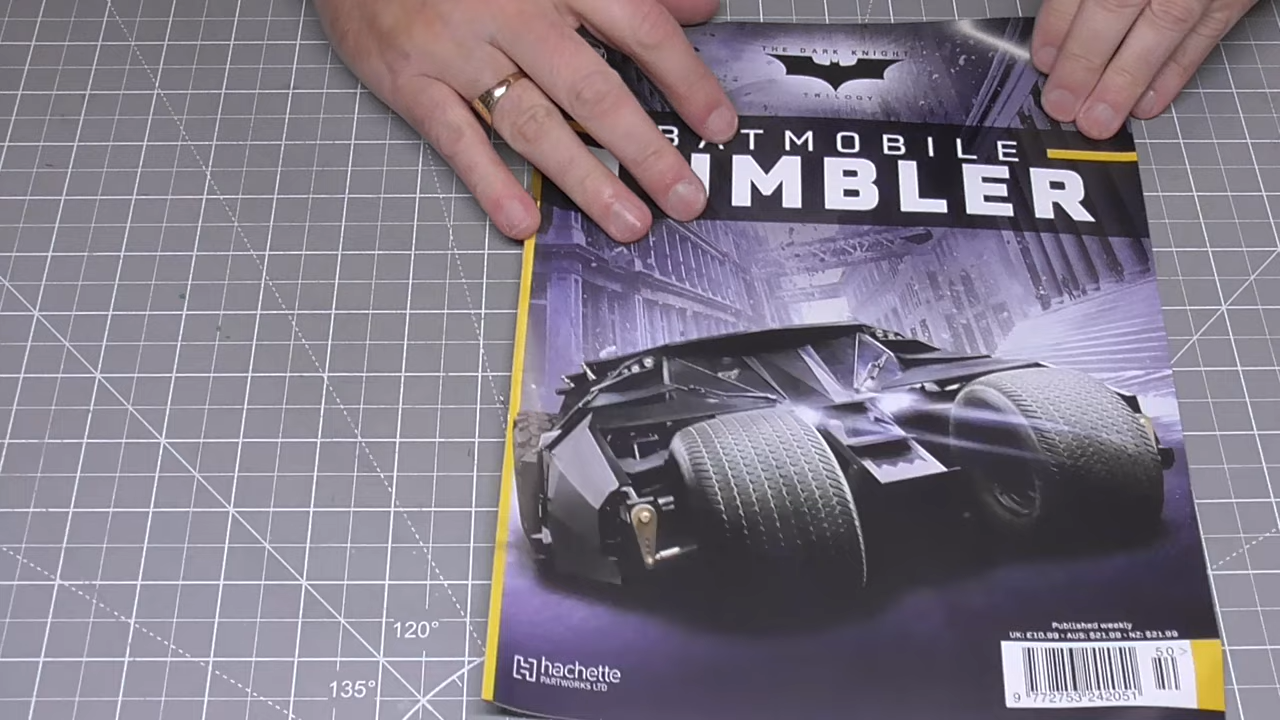 THE DARK KNIGHT
TRILOGY
BATMOBILE
UMBLER
Published weekly
UK: £10.99 • AUS: $21.99 • NZ: $21.99
50 >
9 772753 242051
hachette
PARTWORKS LTD
120°
135°